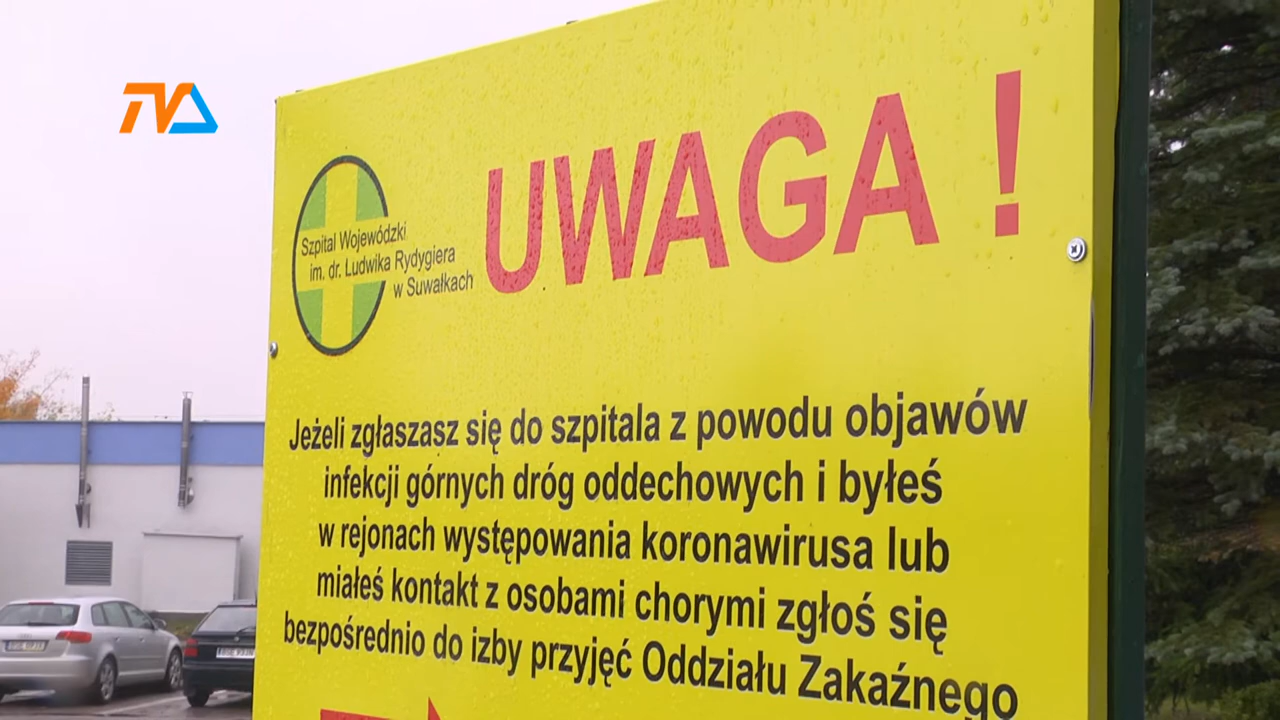 TVA
UWAGA !
Szpital Wojewódzki
im. dr. Ludwika Rydygiera
w Suwałkach
Jeżeli zgłaszasz się do szpitala z powodu objawów
infekcji górnych dróg oddechowych i byłeś
w rejonach występowania koronawirusa lub
miałeś kontakt z osobami chorymi zgłoś się
bezpośrednio do izby przyjęć Oddziału Zakaźnego